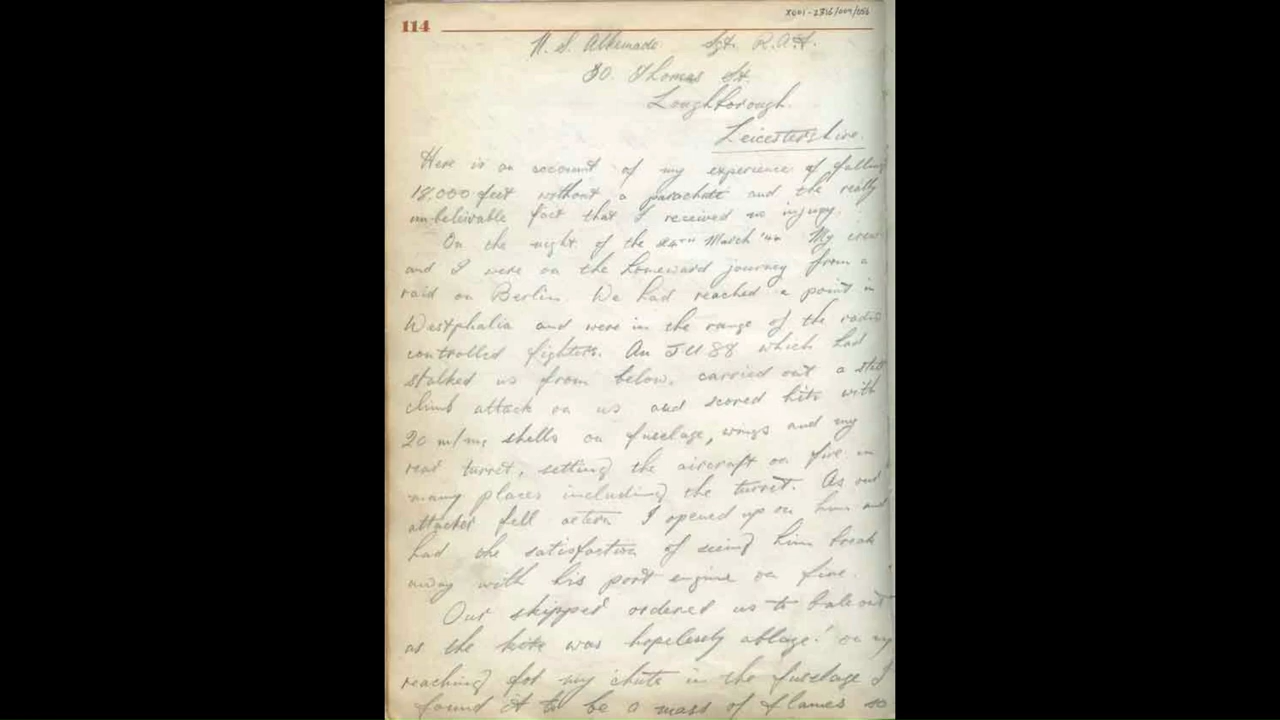 XC01-2716/004/056
114
N. S. Alkemade Sgt. R.A.F.
30. Thomas St.
Loughborough.
Leicestershire.
Here is an account of my experience of falling
18,000 feet without a parachute and the really
unbeleivable fact that I received no injury.
On the night of the 24th March '44 My crew
and I were on the homeward journey from a
raid on Berlin. We had reached a point in
Westphalia and were in the range of the radio
controlled fighters. An JU88 which had
stalked us from below, carried out a steep
climb attack on us and scored hits with
20 m/m shells on fuselage, wings and my
rear turret, setting the aircraft on fire in
many places including the turret. As our
attacker fell astern I opened up on him and
had the satisfaction of seeing him break
away with his port engine on fire.
Our skipper ordered us to bale out
as the kite was hopelessly ablaze! on my
reaching for my chute in the fuselage I
found it to be a mass of flames so